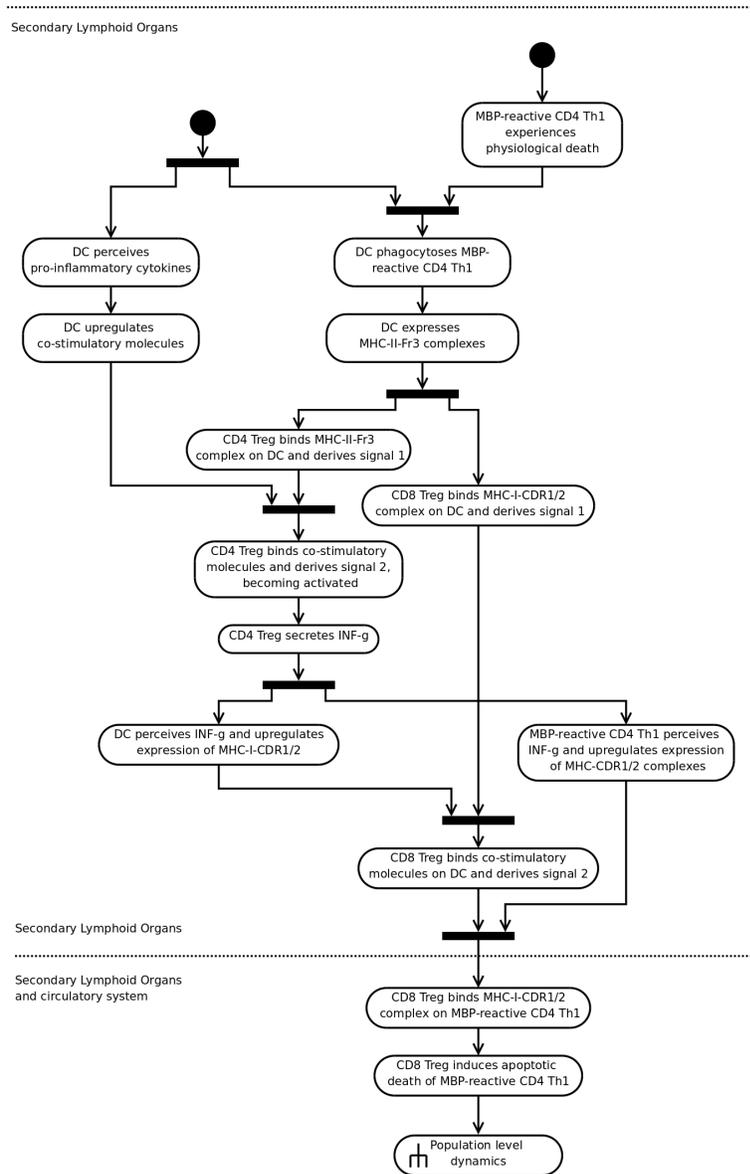 Secondary Lymphoid Organs
MBP-reactive CD4 Th1
experiences
physiological death
DC perceives
pro-inflammatory cytokines
DC phagocytoses MBP-
reactive CD4 Th1
DC upregulates
co-stimulatory molecules
DC expresses
MHC-II-Fr3 complexes
CD4 Treg binds MHC-II-Fr3
complex on DC and derives signal 1
CD8 Treg binds MHC-I-CDR1/2
complex on DC and derives signal 1
CD4 Treg binds co-stimulatory
molecules and derives signal 2,
becoming activated
CD4 Treg secretes INF-g
DC perceives INF-g and upregulates
expression of MHC-I-CDR1/2
MBP-reactive CD4 Th1 perceives
INF-g and upregulates expression
of MHC-CDR1/2 complexes
CD8 Treg binds co-stimulatory
molecules on DC and derives signal 2
Secondary Lymphoid Organs
Secondary Lymphoid Organs
and circulatory system
CD8 Treg binds MHC-I-CDR1/2
complex on MBP-reactive CD4 Th1
CD8 Treg induces apoptotic
death of MBP-reactive CD4 Th1
Population level
dynamics